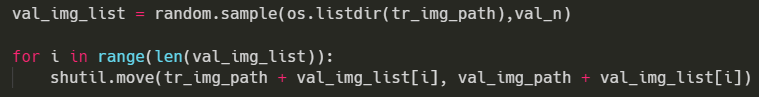 val_img_list = random.sample(os.listdir(tr_img_path),val_n)
for i in range(len(val_img_list)):
    shutil.move(tr_img_path + val_img_list[i], val_img_path + val_img_list[i])